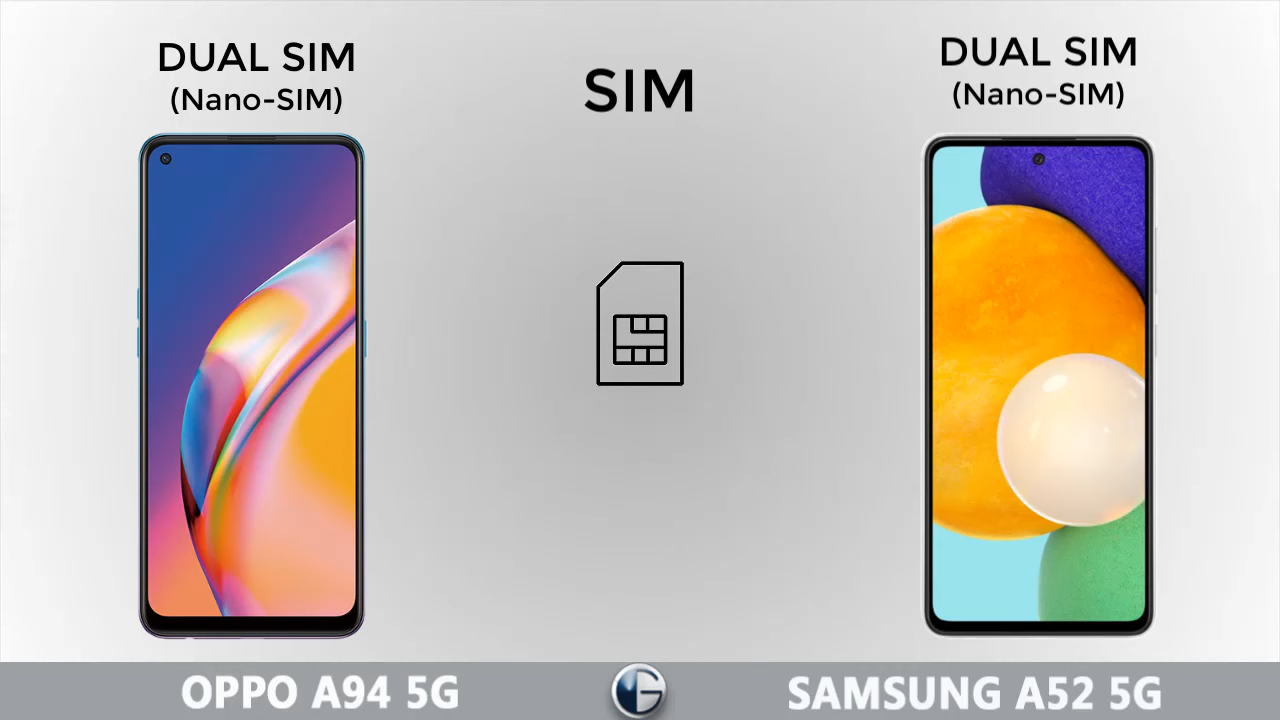 DUAL SIM
(Nano-SIM)
SIM
DUAL SIM
(Nano-SIM)
OPPO A94 5G
G
SAMSUNG A52 5G